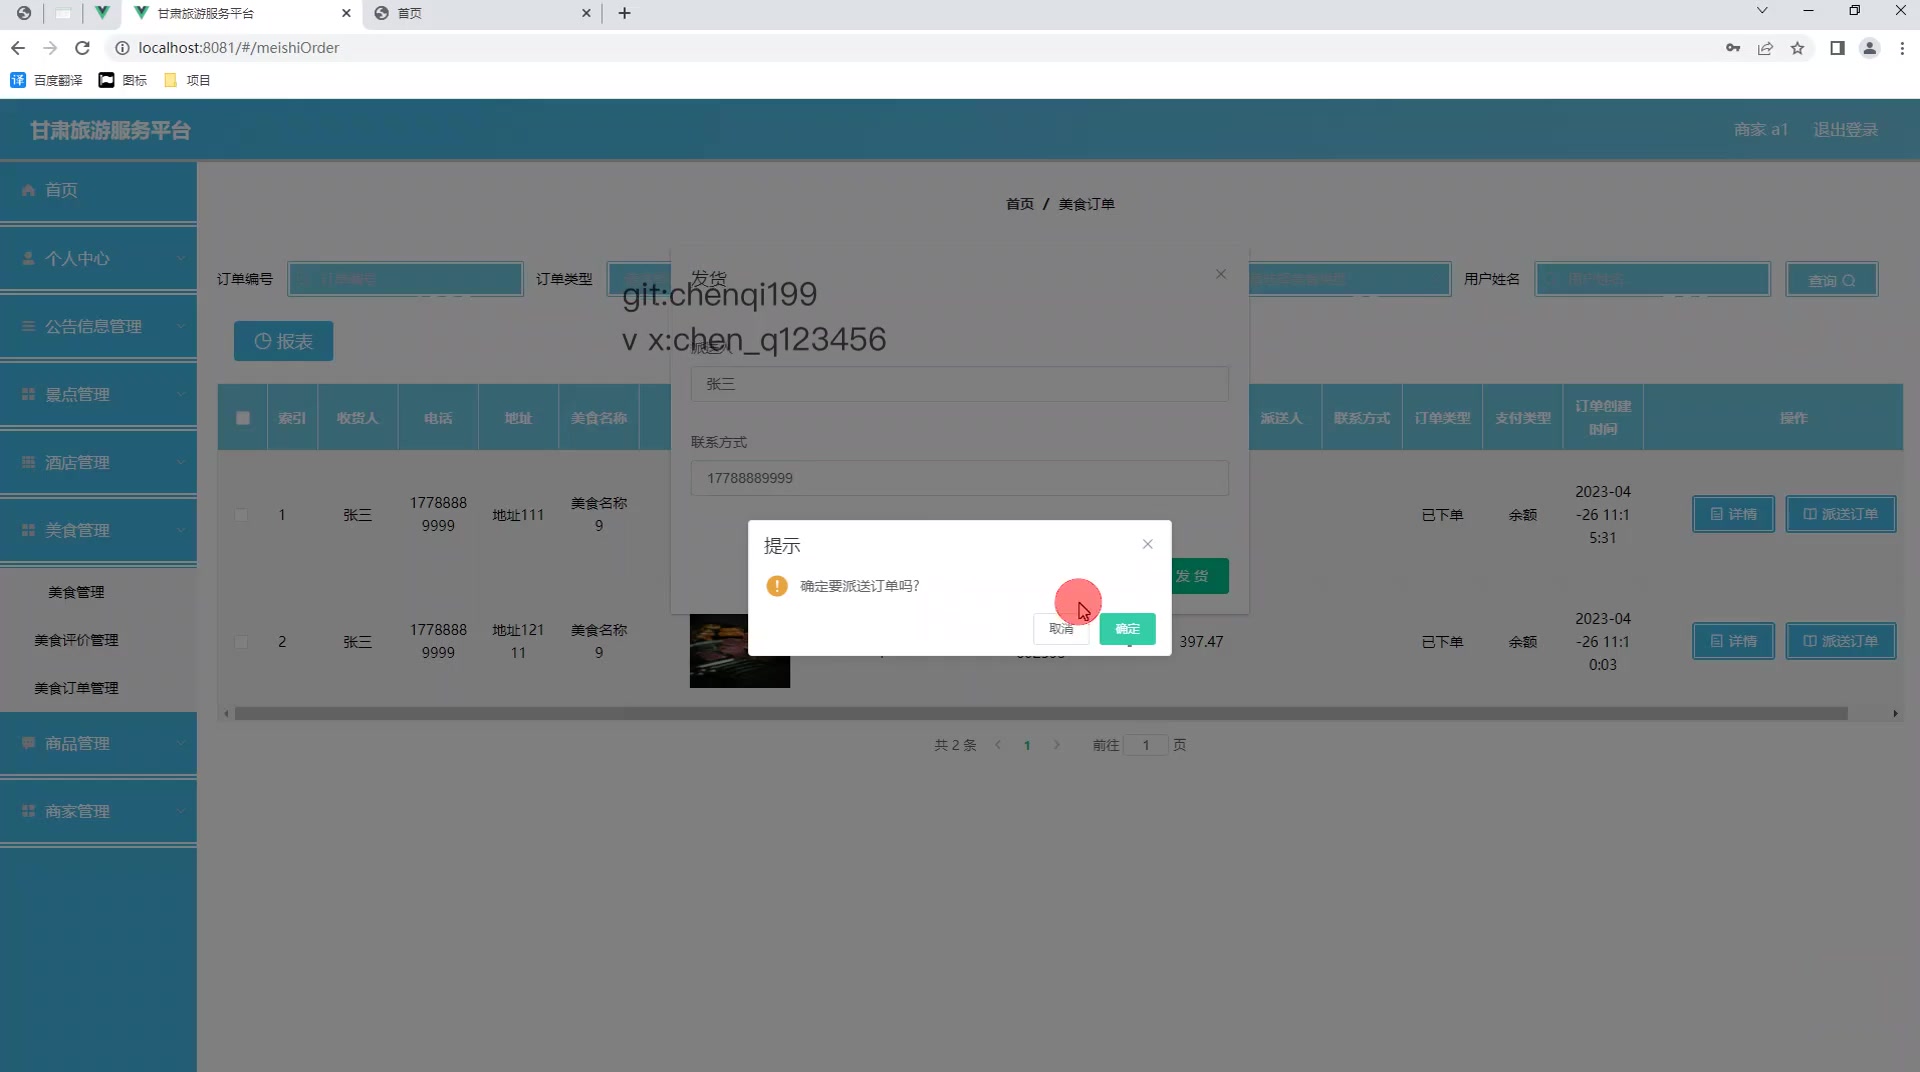 甘肃旅游服务平台
首页
localhost:8081/#/meishiOrder
百度翻译
图标
项目
甘肃旅游服务平台
商家 a1
退出登录
首页
个人中心
公告信息管理
景点管理
酒店管理
美食管理
美食管理
美食评价管理
美食订单管理
商品管理
商家管理
首页 / 美食订单
订单编号
订单编号
订单类型
用户姓名
用户姓名
查询
报表
发货
git:chenqi199
v x:chen_q123456
派送人
张三
联系方式
17788889999
发 货
提示
确定要派送订单吗?
取消
确定
索引 收货人 电话 地址 美食名称 派送人 联系方式 订单类型 支付类型 订单创建
时间
操作
1 张三 1778888
9999
地址111 美食名称
9
已下单 余额 2023-04
-26 11:1
5:31
详情 派送订单
2 张三 1778888
9999
地址121
11
美食名称
9
397.47 已下单 余额 2023-04
-26 11:1
0:03
详情 派送订单
共 2 条 1 前往 1 页